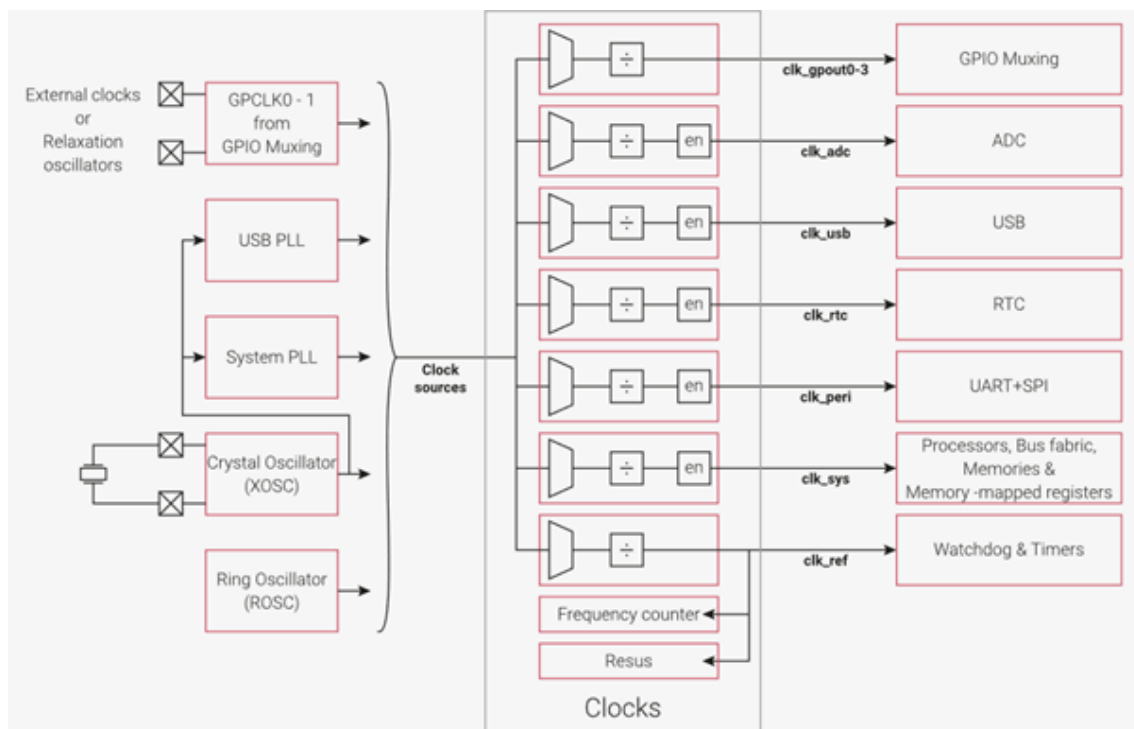 External clocks
or
Relaxation
oscillators
GPCLK0 - 1
from
GPIO Muxing
USB PLL
System PLL
Crystal Oscillator
(XOSC)
Ring Oscillator
(ROSC)
Clock
sources
÷
clk_gpout0-3
GPIO Muxing
÷
en
clk_adc
ADC
÷
en
clk_usb
USB
÷
en
clk_rtc
RTC
÷
en
clk_peri
UART+SPI
÷
en
clk_sys
Processors, Bus fabric,
Memories &
Memory -mapped registers
÷
clk_ref
Watchdog & Timers
Frequency counter
Resus
Clocks